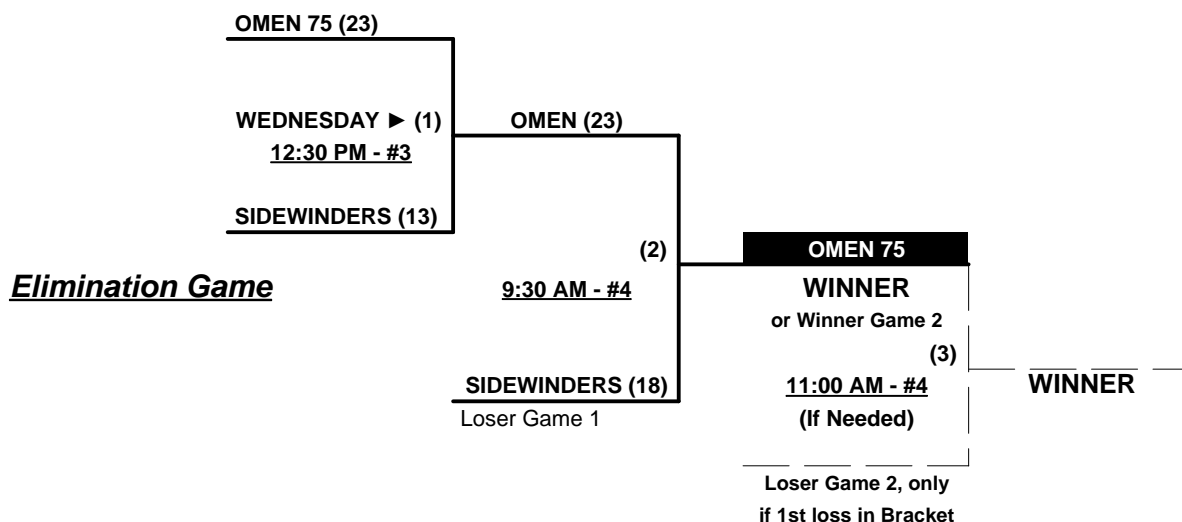 OMEN 75 (23)
WEDNESDAY ► (1)
12:30 PM - #3
OMEN (23)
SIDEWINDERS (13)
(2)
OMEN 75
Elimination Game
9:30 AM - #4
WINNER
or Winner Game 2
(3)
SIDEWINDERS (18)
11:00 AM - #4
WINNER
Loser Game 1
(If Needed)
Loser Game 2, only
if 1st loss in Bracket